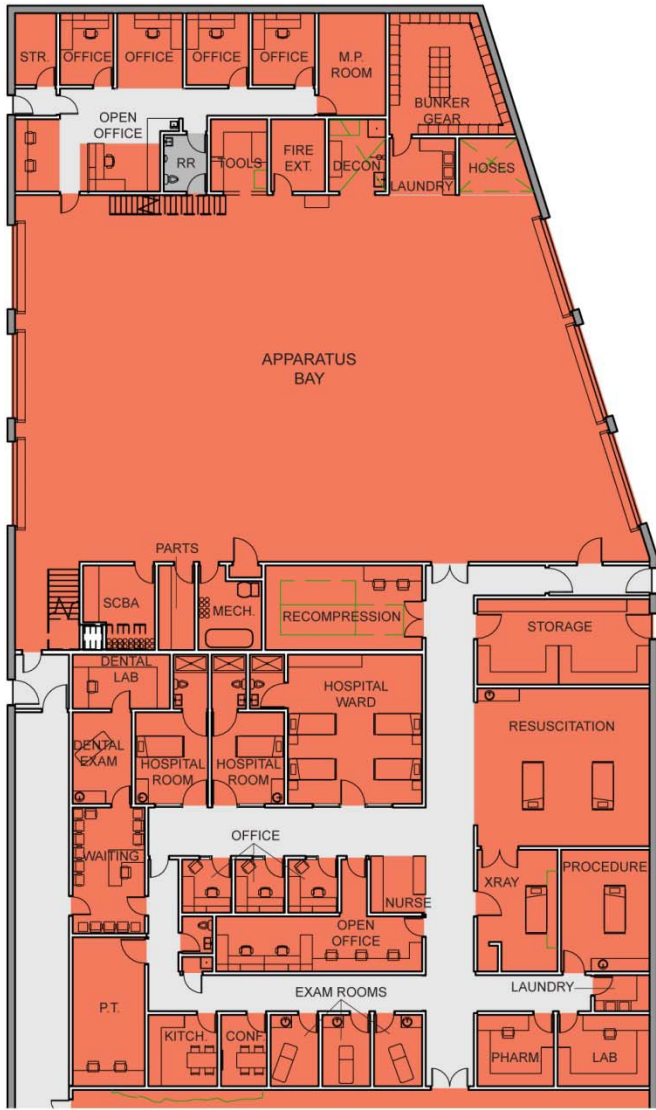 STR.
OFFICE
OFFICE
OFFICE
OFFICE
M.P.
ROOM
BUNKER
GEAR
OPEN
OFFICE
RR
TOOLS
FIRE
EXT.
DECON
LAUNDRY
HOSES
APPARATUS
BAY
PARTS
SCBA
MECH.
RECOMPRESSION
STORAGE
DENTAL
LAB
HOSPITAL
WARD
RESUSCITATION
DENTAL
EXAM
HOSPITAL
ROOM
HOSPITAL
ROOM
OFFICE
WAITING
XRAY
PROCEDURE
NURSE
OPEN
OFFICE
EXAM ROOMS
LAUNDRY
P.T.
KITCH.
CONF.
PHARM
LAB